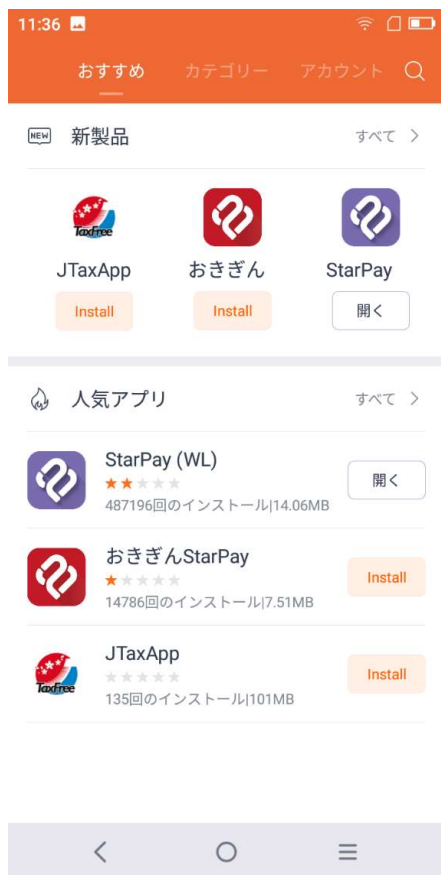 11:36
おすすめ カテゴリー アカウント
NEW 新製品 すべて
TaxFree
JTaxApp おきぎん StarPay
Install Install 開く
人気アプリ すべて
StarPay (WL)
487196回のインストール|14.06MB
開く
おきぎんStarPay
14786回のインストール|7.51MB
Install
TaxFree
JTaxApp
135回のインストール|101MB
Install